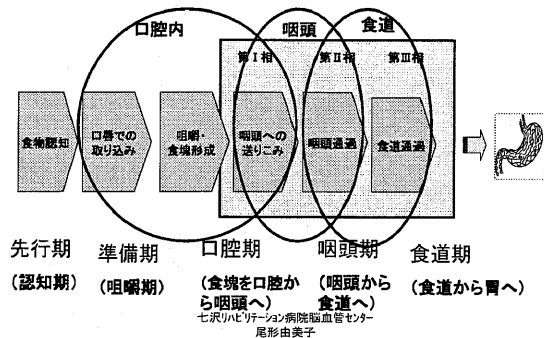 口腔内 咽頭 食道
第Ⅰ相 第Ⅱ相 第Ⅲ相
食物認知
口唇での
取り込み
咀嚼・
食塊形成
咽頭への
送りこみ
咽頭通過
食道通過
先行期 準備期 口腔期 咽頭期 食道期
(認知期) (咀嚼期) (食塊を口腔か
ら咽頭へ) (咽頭から
食道へ) (食道から胃へ)
七沢リハビリテーション病院脳血管センター
尾形由美子